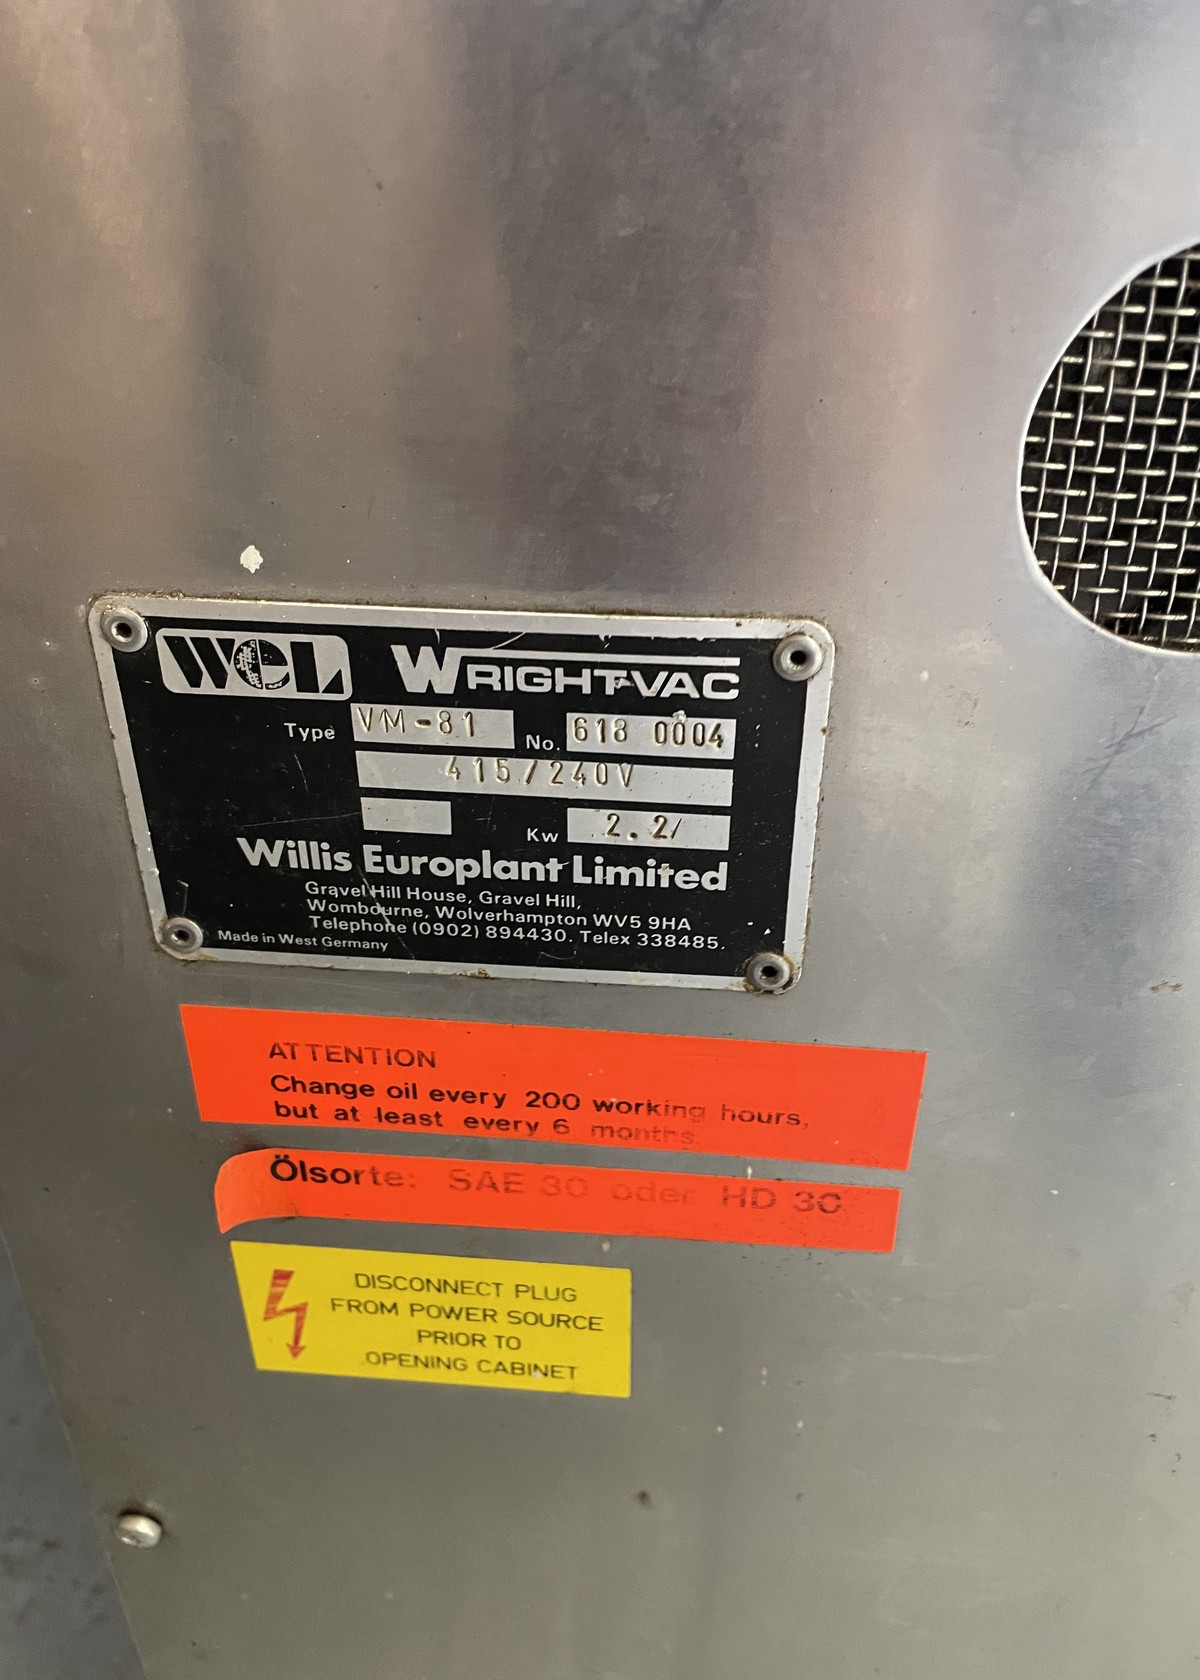 WEL WRIGHT-VAC
Type VM-81 No. 618 0004
415/240V
Kw 2.2/
Willis Europlant Limited
Gravel Hill House, Gravel Hill,
Wombourne, Wolverhampton WV5 9HA
Telephone (0902) 894430. Telex 338485.
Made in West Germany
ATTENTION
Change oil every 200 working hours,
but at least every 6 months.
Ölsorte: SAE 30 oder HD 30
DISCONNECT PLUG
FROM POWER SOURCE
PRIOR TO
OPENING CABINET